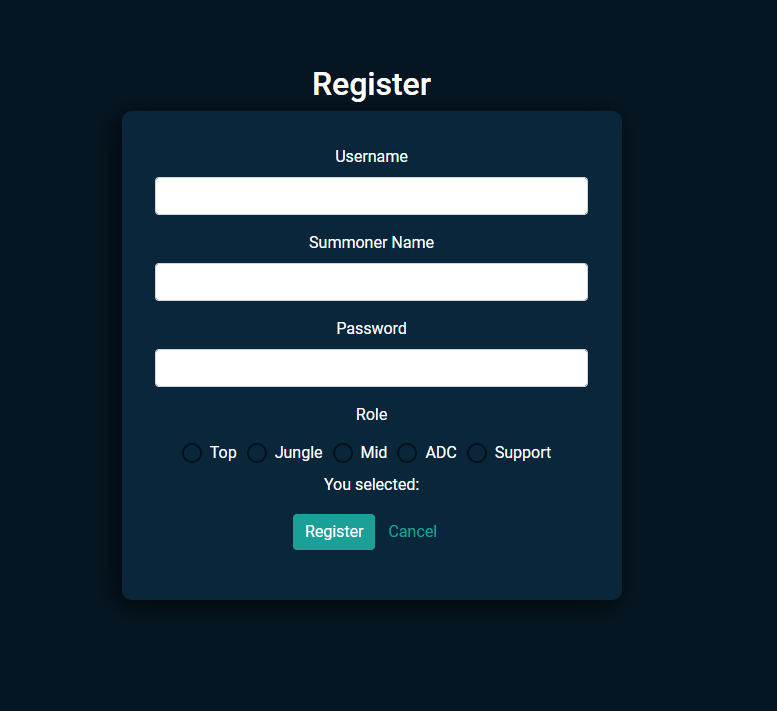 Register
Username
Summoner Name
Password
Role
Top Jungle Mid ADC Support
You selected:
Register Cancel